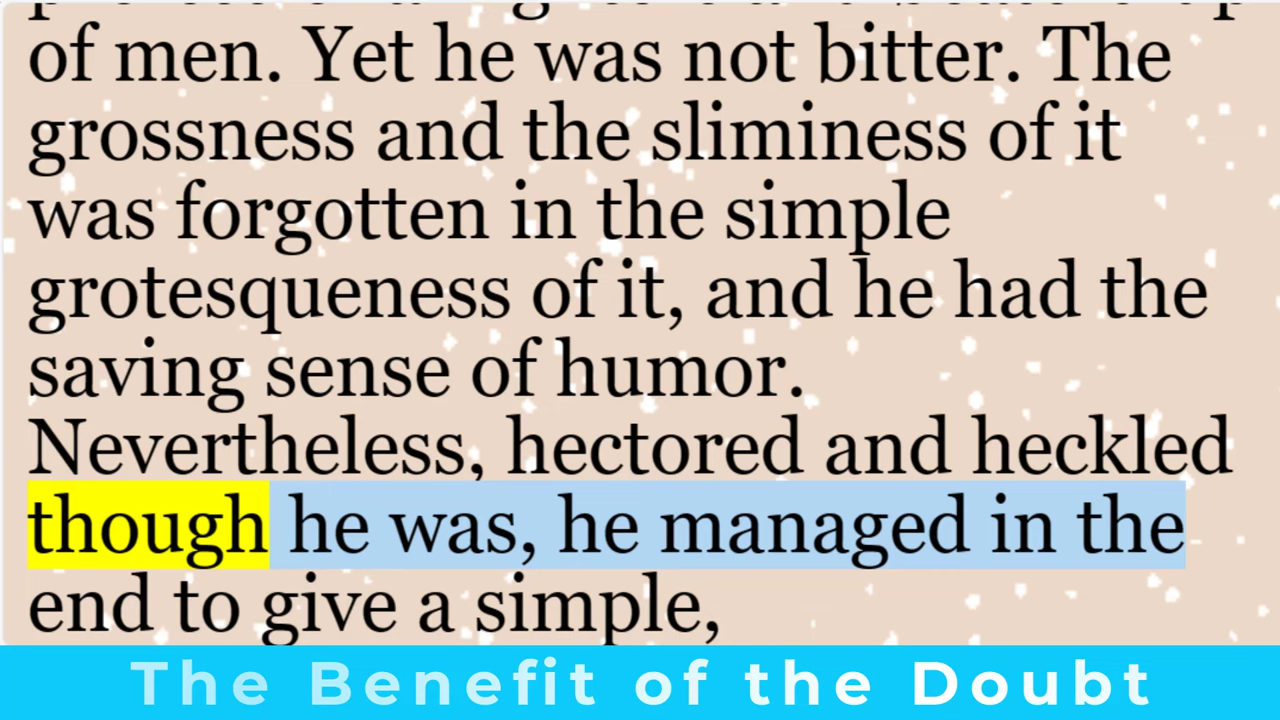 of men. Yet he was not bitter. The
grossness and the sliminess of it
was forgotten in the simple
grotesqueness of it, and he had the
saving sense of humor.
Nevertheless, hectored and heckled
though he was, he managed in the
end to give a simple,
The Benefit of the Doubt